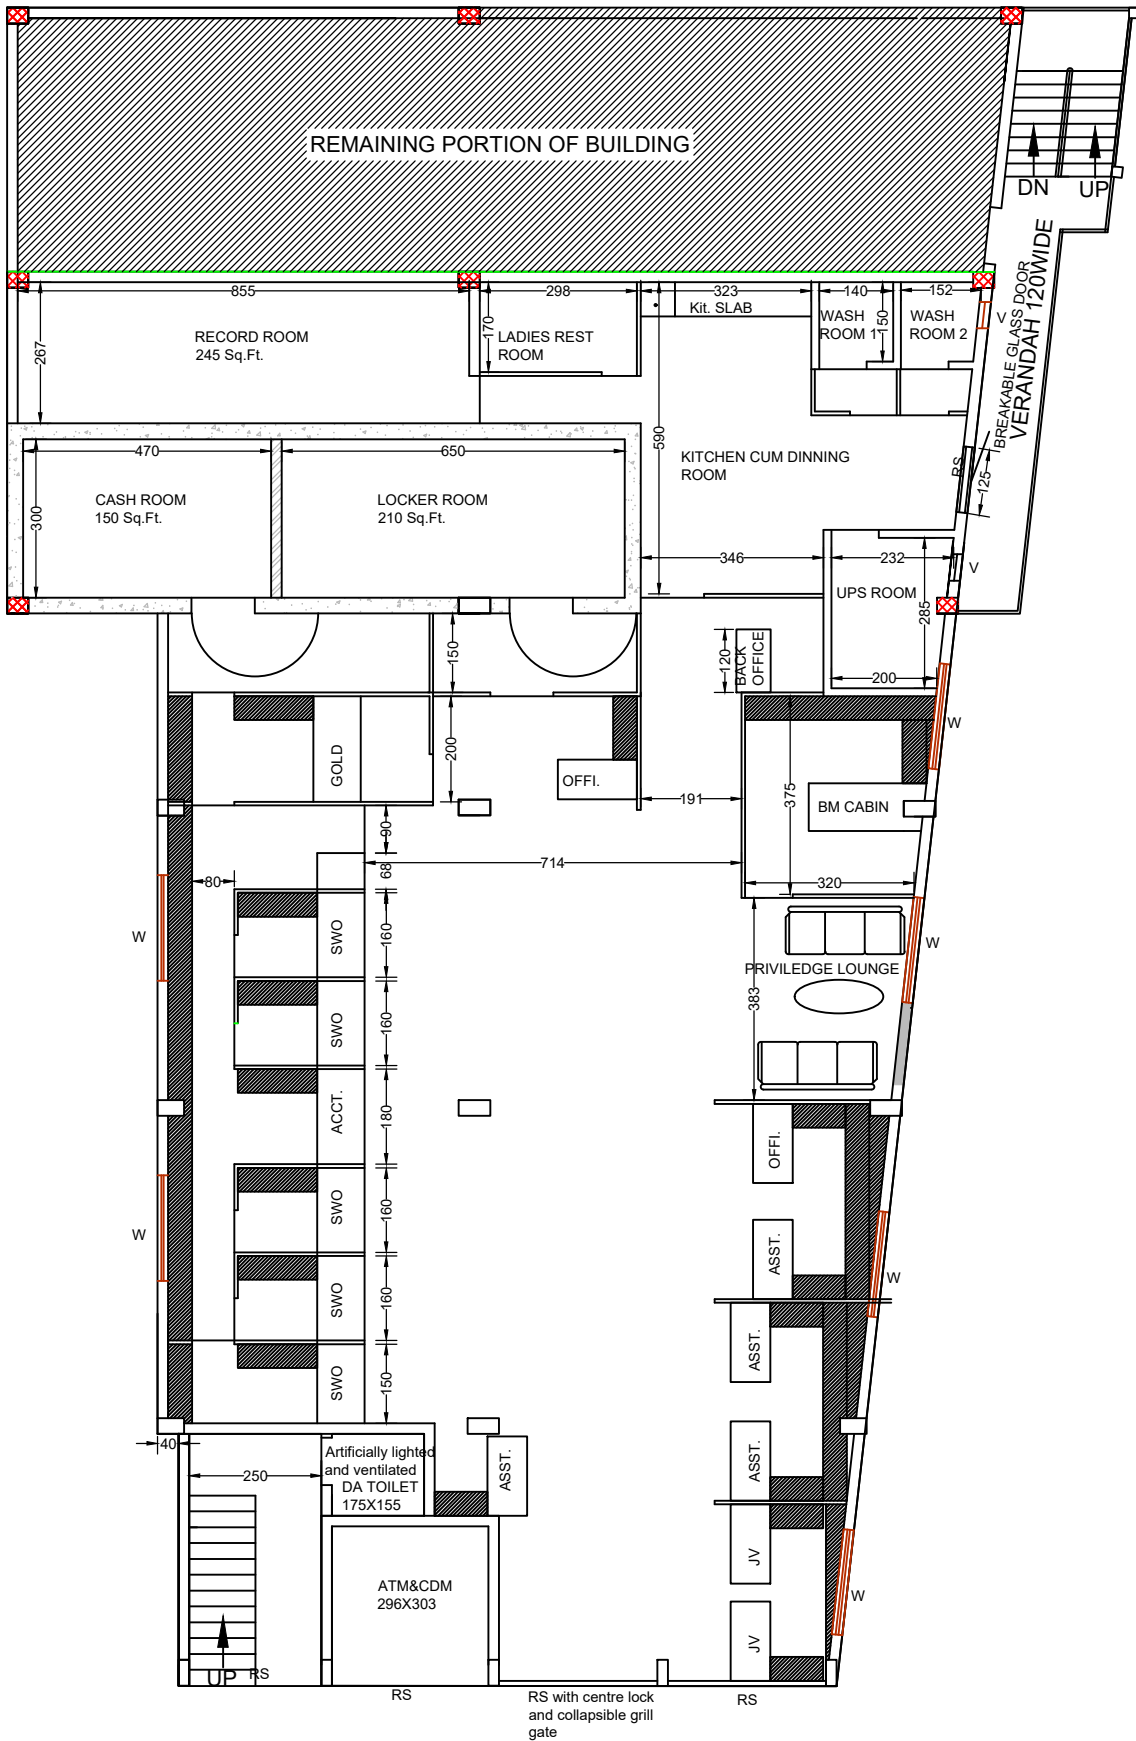 REMAINING PORTION OF BUILDING
DN
UP
VERANDAH 120WIDE
BREAKABLE GLASS DOOR
855
298
323
140
152
Kit. SLAB
V
267
RECORD ROOM
245 Sq.Ft.
170
LADIES REST
ROOM
WASH
ROOM 1
150
WASH
ROOM 2
590
470
650
KITCHEN CUM DINNING
ROOM
RS
125
300
CASH ROOM
150 Sq.Ft.
LOCKER ROOM
210 Sq.Ft.
346
232
V
UPS ROOM
285
150
120
BACK
OFFICE
200
W
GOLD
200
OFFI.
191
375
BM CABIN
90
714
68
80
320
W
SWO
160
W
PRIVILEDGE LOUNGE
383
SWO
160
ACCT.
180
OFFI.
SWO
160
W
ASST.
W
SWO
160
ASST.
SWO
150
40
250
Artificially lighted
and ventilated
DA TOILET
175X155
ASST.
ASST.
JV
ATM&CDM
296X303
W
JV
UP
RS
RS
RS with centre lock
and collapsible grill
gate
RS